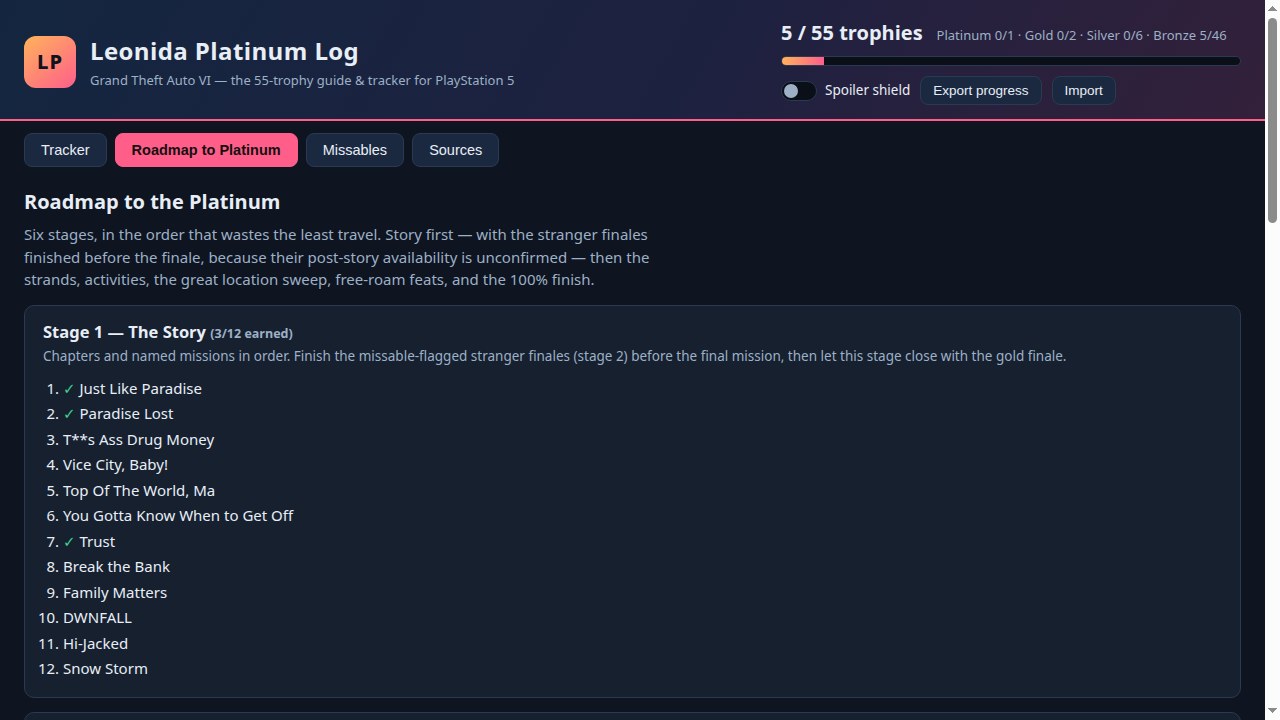 LP
Leonida Platinum Log
Grand Theft Auto VI — the 55-trophy guide & tracker for PlayStation 5
5 / 55 trophies Platinum 0/1 · Gold 0/2 · Silver 0/6 · Bronze 5/46
Spoiler shield Export progress Import
Tracker Roadmap to Platinum Missables Sources
Roadmap to the Platinum
Six stages, in the order that wastes the least travel. Story first — with the stranger finales
finished before the finale, because their post-story availability is unconfirmed — then the
strands, activities, the great location sweep, free-roam feats, and the 100% finish.
Stage 1 — The Story (3/12 earned)
Chapters and named missions in order. Finish the missable-flagged stranger finales (stage 2) before the final mission, then let this stage close with the gold finale.
1. ✓ Just Like Paradise
2. ✓ Paradise Lost
3. T**s Ass Drug Money
4. Vice City, Baby!
5. Top Of The World, Ma
6. You Gotta Know When to Get Off
7. ✓ Trust
8. Break the Bank
9. Family Matters
10. DWNFALL
11. Hi-Jacked
12. Snow Storm